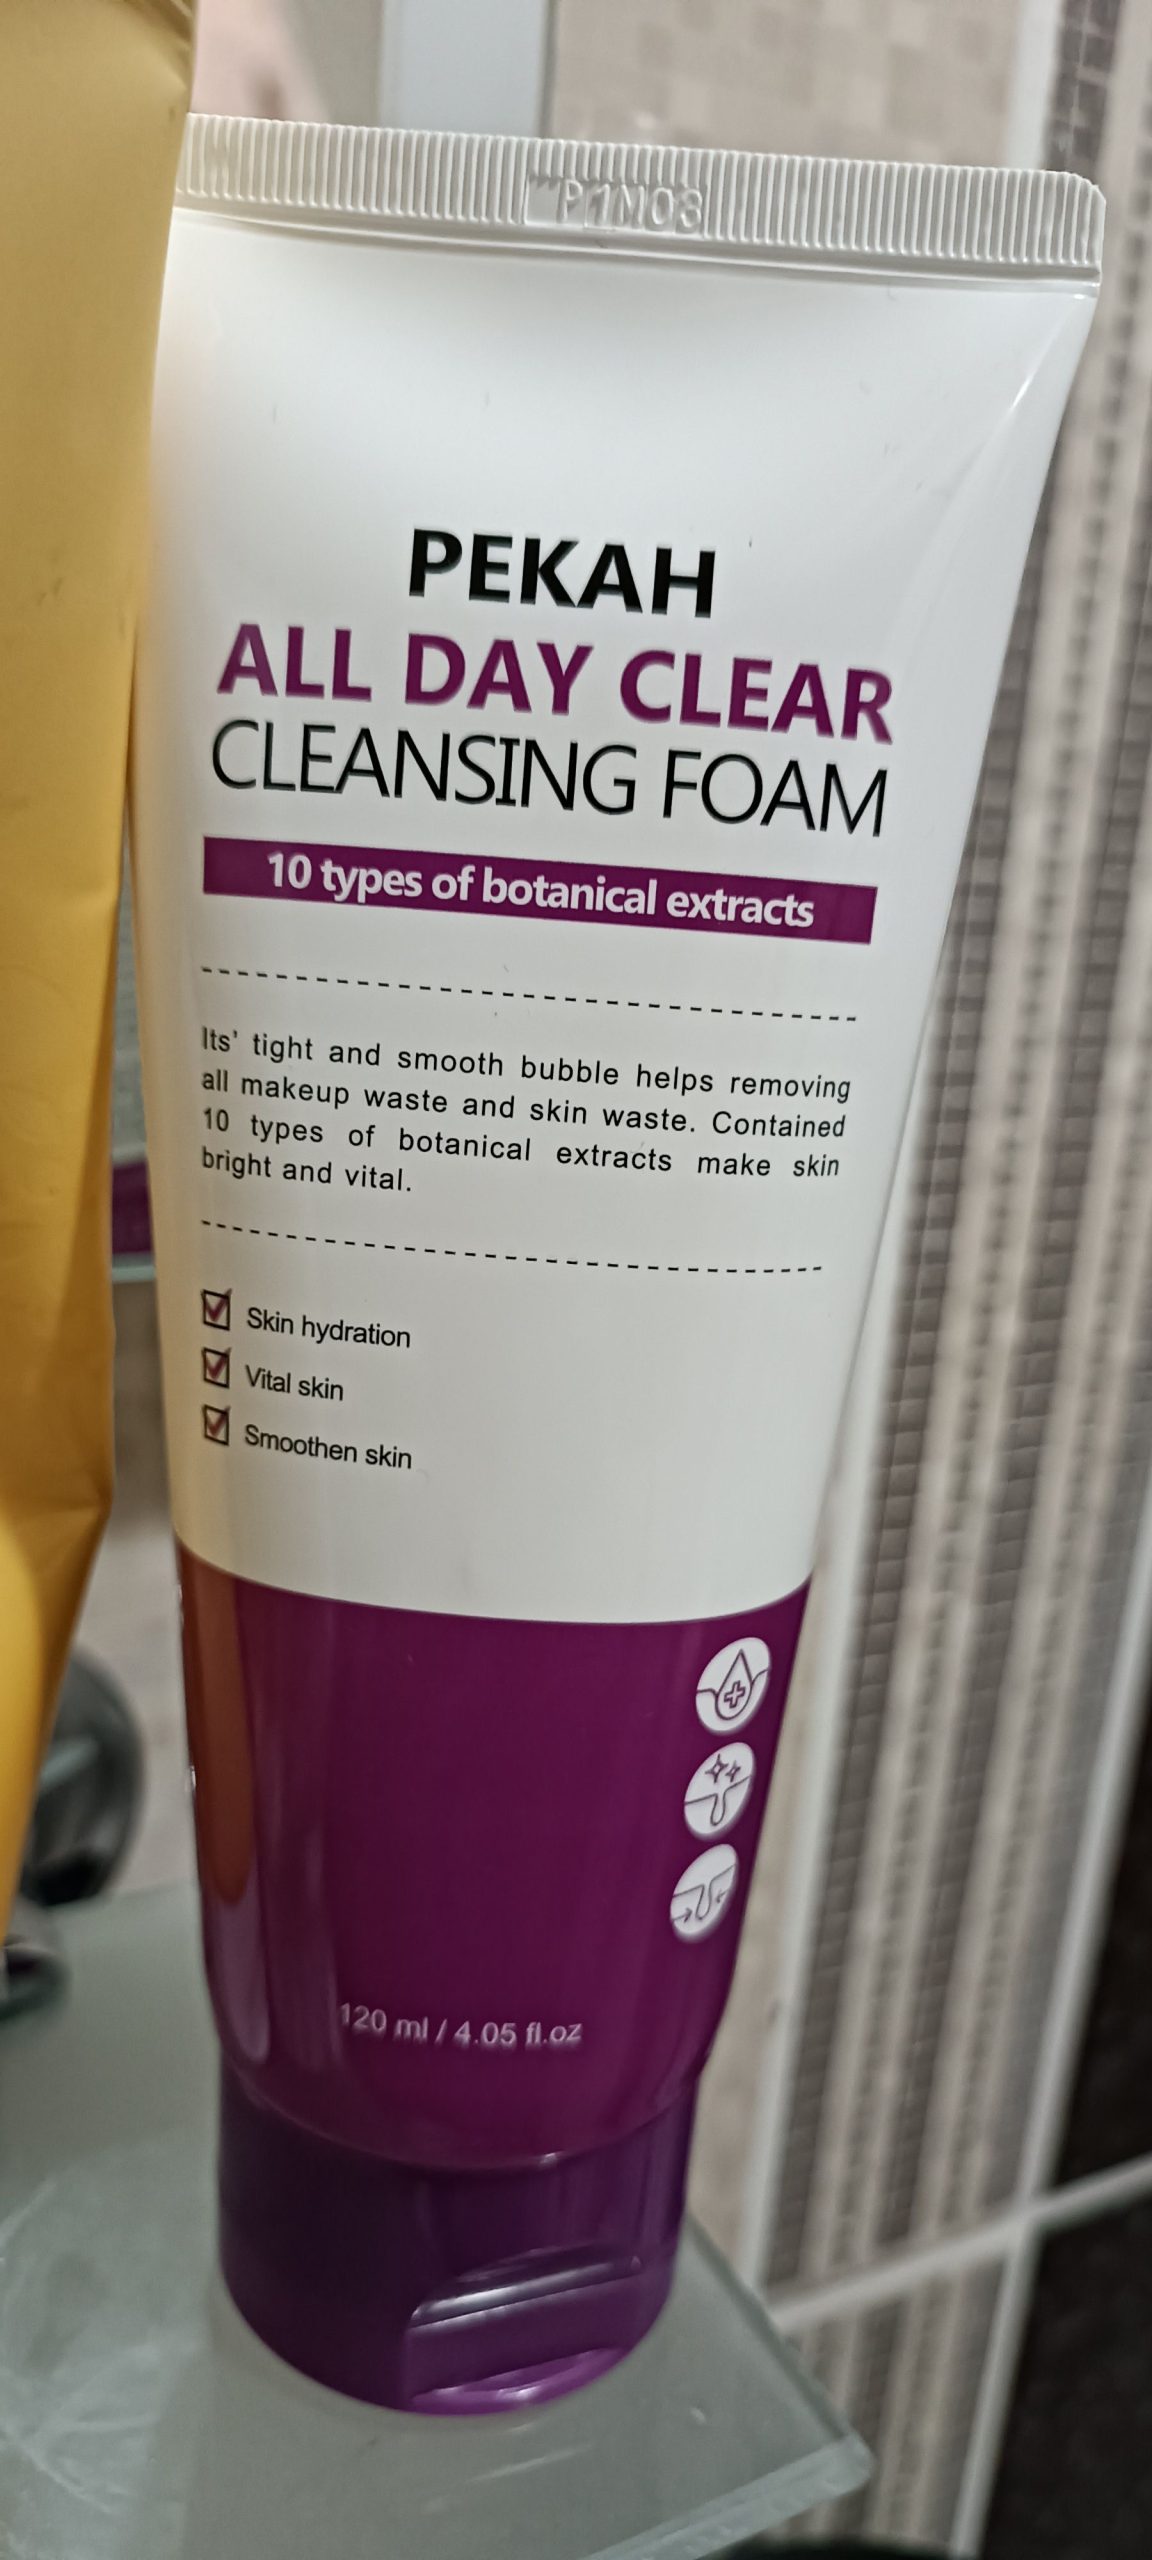 P1M03
PEKAH
ALL DAY CLEAR
CLEANSING FOAM
10 types of botanical extracts
Its' tight and smooth bubble helps removing
all makeup waste and skin waste. Contained
10 types of botanical extracts make skin
bright and vital.
Skin hydration
Vital skin
Smoothen skin
120 ml / 4.05 fl.oz